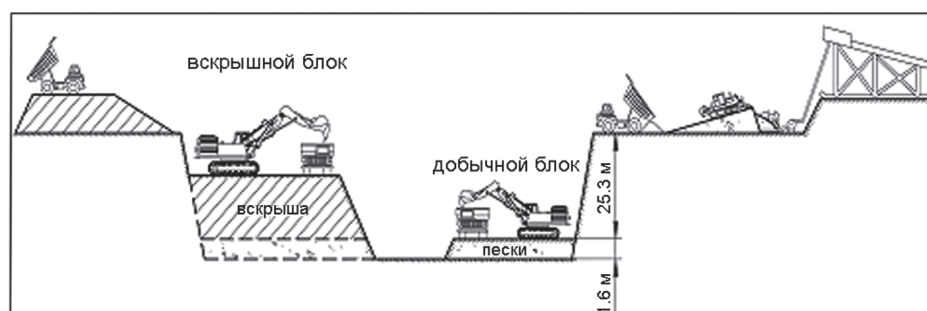 вскрышной блок
добычной блок
вскрыша
пески
25.3 м
1.6 м